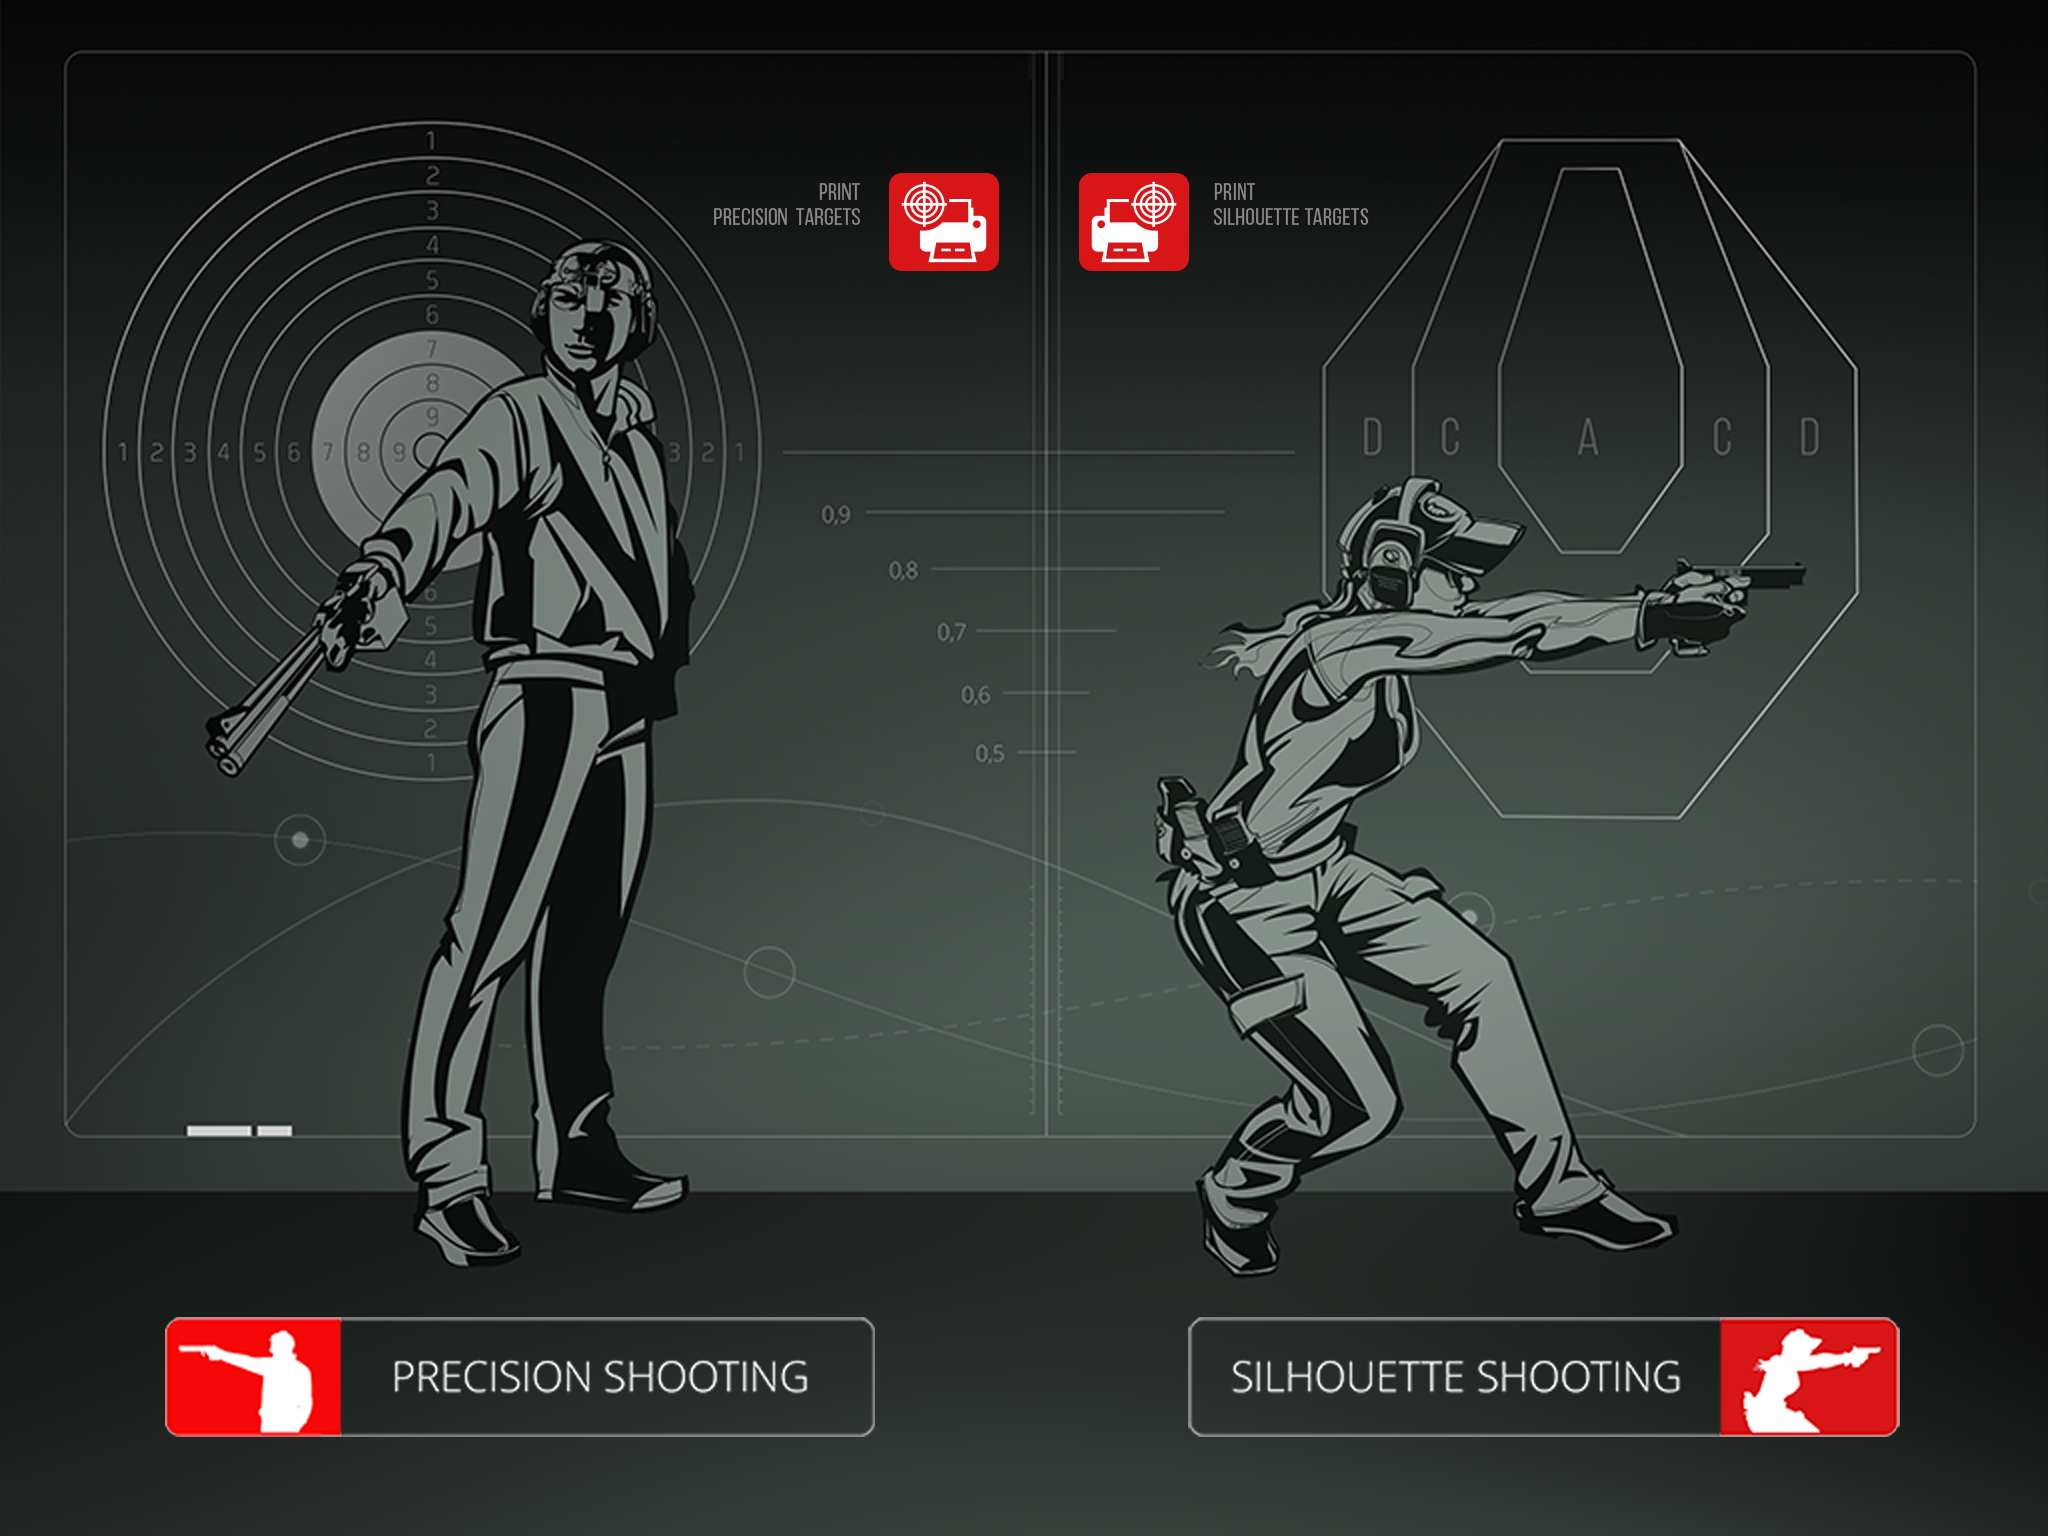 PRINT
PRECISION TARGETS
PRINT
SILHOUETTE TARGETS
1
2
3
4
5
6
7
8
9
1 2 3 4 5 6 7 8 9 3 2 1
6
5
4
3
2
1
D C A C D
0,9
0,8
0,7
0,6
0,5
PRECISION SHOOTING
SILHOUETTE SHOOTING